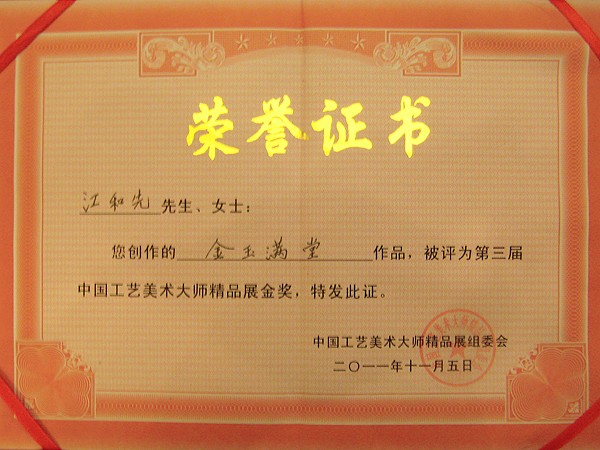 荣誉证书
江和先先生、女士：
您创作的金玉满堂作品，被评为第三届
中国工艺美术大师精品展金奖，特发此证。
中国工艺美术大师精品展组委会
二〇一一年十一月五日